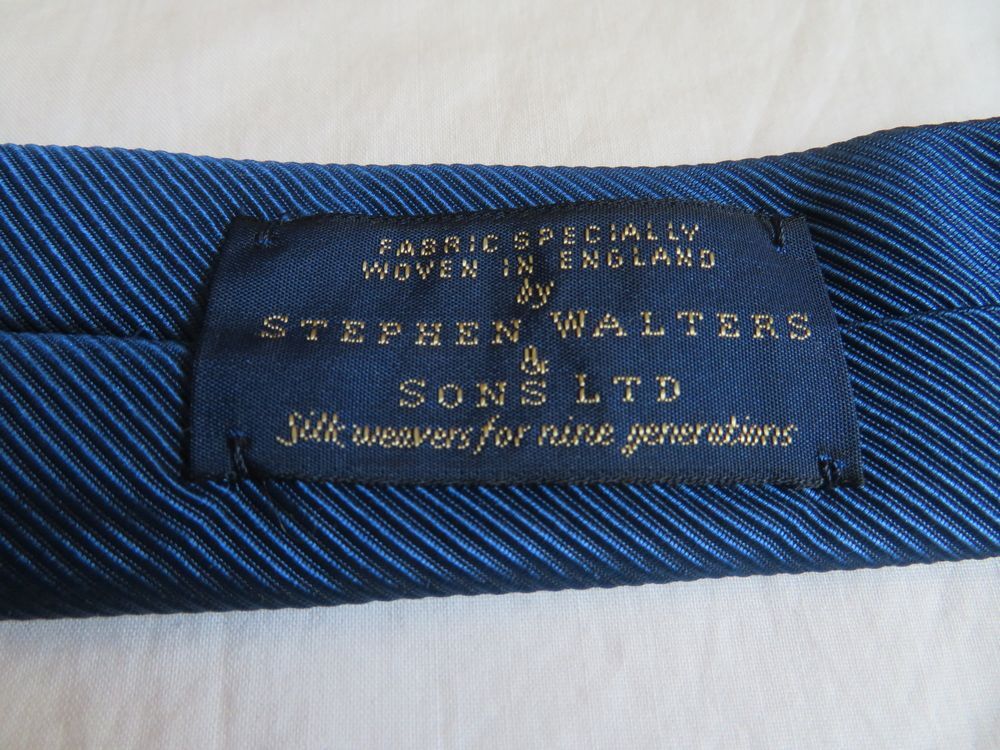 FABRIC SPECIALLY
WOVEN IN ENGLAND
by
STEPHEN WALTERS
&
SONS LTD
Silk weavers for nine generations